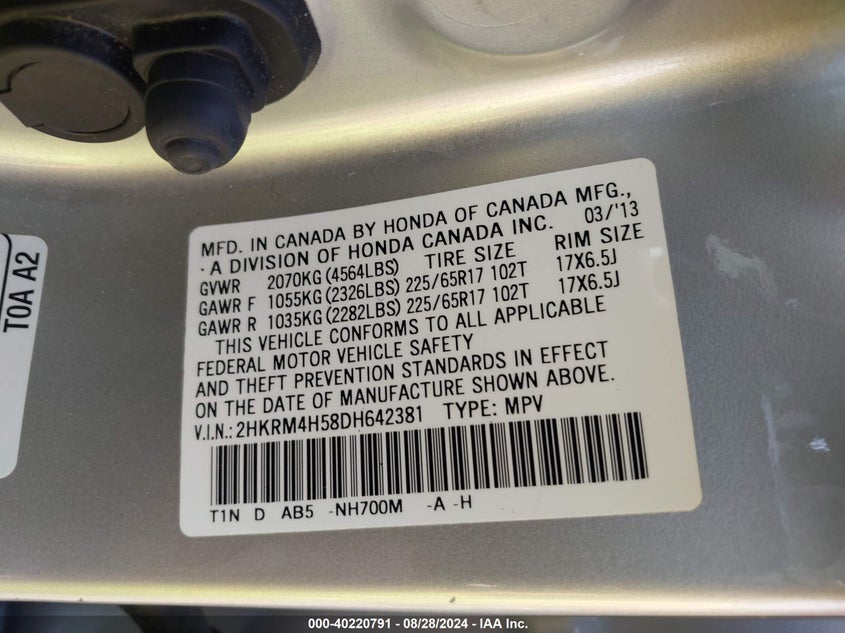 MFD. IN CANADA BY HONDA OF CANADA MFG.,
A DIVISION OF HONDA CANADA INC. 03/'13
GVWR 2070KG (4564LBS) TIRE SIZE RIM SIZE
GAWR F 1055KG (2326LBS) 225/65R17 102T 17X6.5J
GAWR R 1035KG (2282LBS) 225/65R17 102T 17X6.5J
THIS VEHICLE CONFORMS TO ALL APPLICABLE
FEDERAL MOTOR VEHICLE SAFETY
AND THEFT PREVENTION STANDARDS IN EFFECT
ON THE DATE OF MANUFACTURE SHOWN ABOVE.
V.I.N.: 2HKRM4H58DH642381 TYPE: MPV
T1N D AB5 -NH700M -A -H
T0A A2
000-40220791 - 08/28/2024 - IAA Inc.